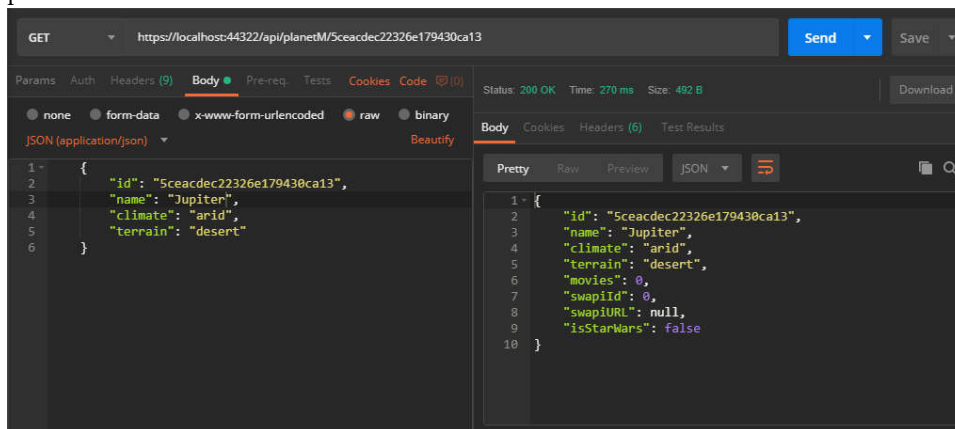 GET https://localhost:44322/api/planetM/5ceacdec22326e179430ca13 Send Save
Params Auth Headers (9) Body Pre-req. Tests Cookies Code (0)
none form-data x-www-form-urlencoded raw binary
JSON (application/json) Beautify
1 {
2 "id": "5ceacdec22326e179430ca13",
3 "name": "Jupiter",
4 "climate": "arid",
5 "terrain": "desert"
6 }
Status: 200 OK Time: 270 ms Size: 492 B Download
Body Cookies Headers (6) Test Results
Pretty Raw Preview JSON
1 {
2 "id": "5ceacdec22326e179430ca13",
3 "name": "Jupiter",
4 "climate": "arid",
5 "terrain": "desert",
6 "movies": 0,
7 "swapiId": 0,
8 "swapiURL": null,
9 "isStarWars": false
10 }